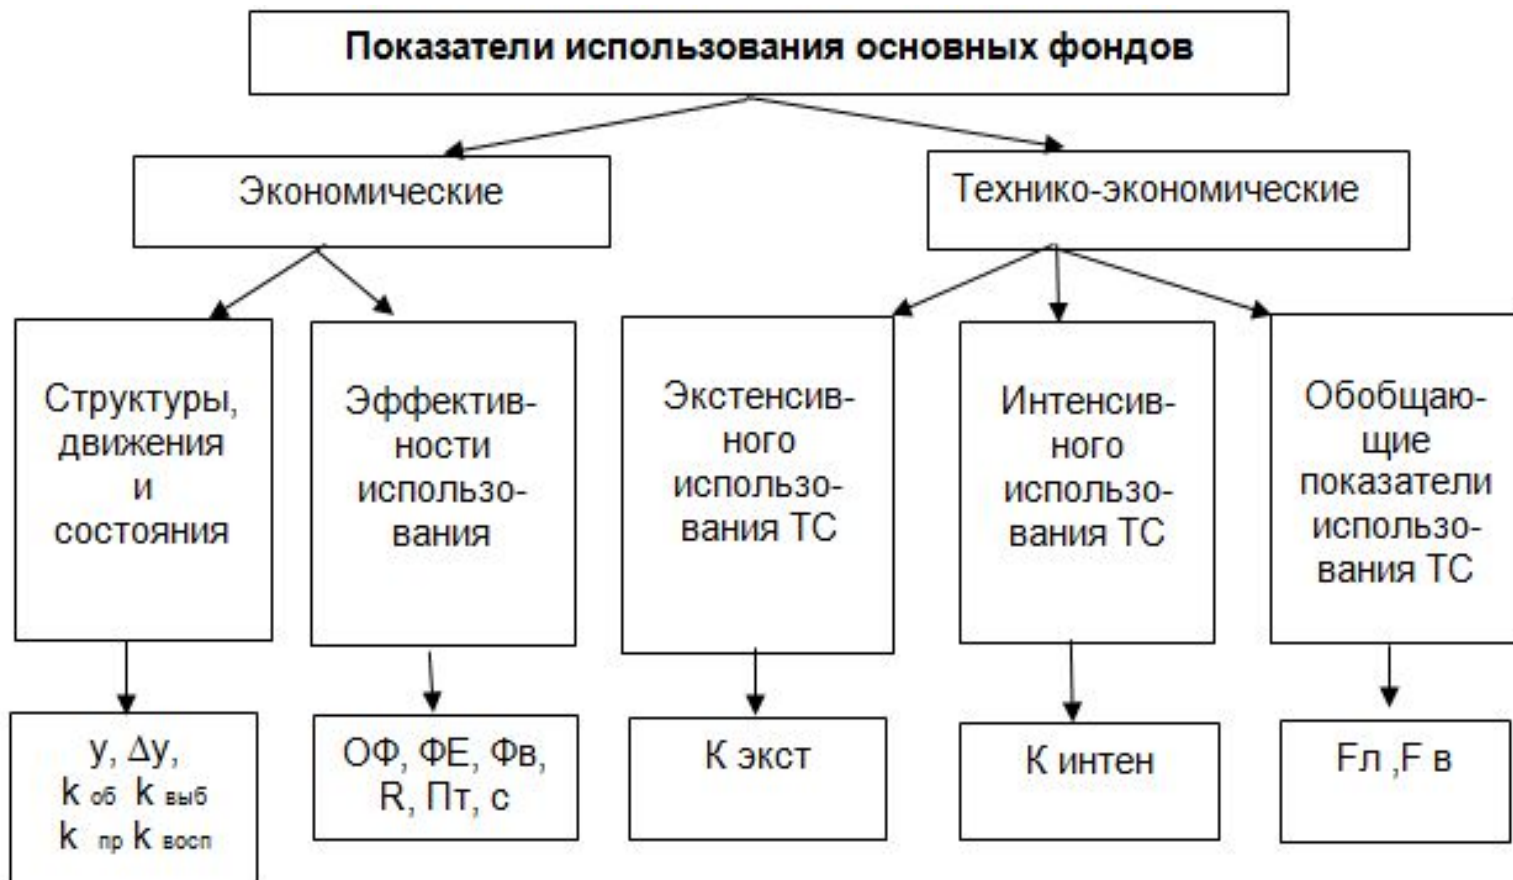 Показатели использования основных фондов
Экономические
Технико-экономические
Структуры,
движения
и
состояния
Эффектив-
ности
использо-
вания
Экстенсив-
ного
использо-
вания ТС
Интенсив-
ного
использо-
вания ТС
Обобщаю-
щие
показатели
использо-
вания ТС
у, Δу,
k об k выб
k пр k восп
ОФ, ФЕ, Фв,
R, Пт, с
К экст
К интен
Fл ,F в